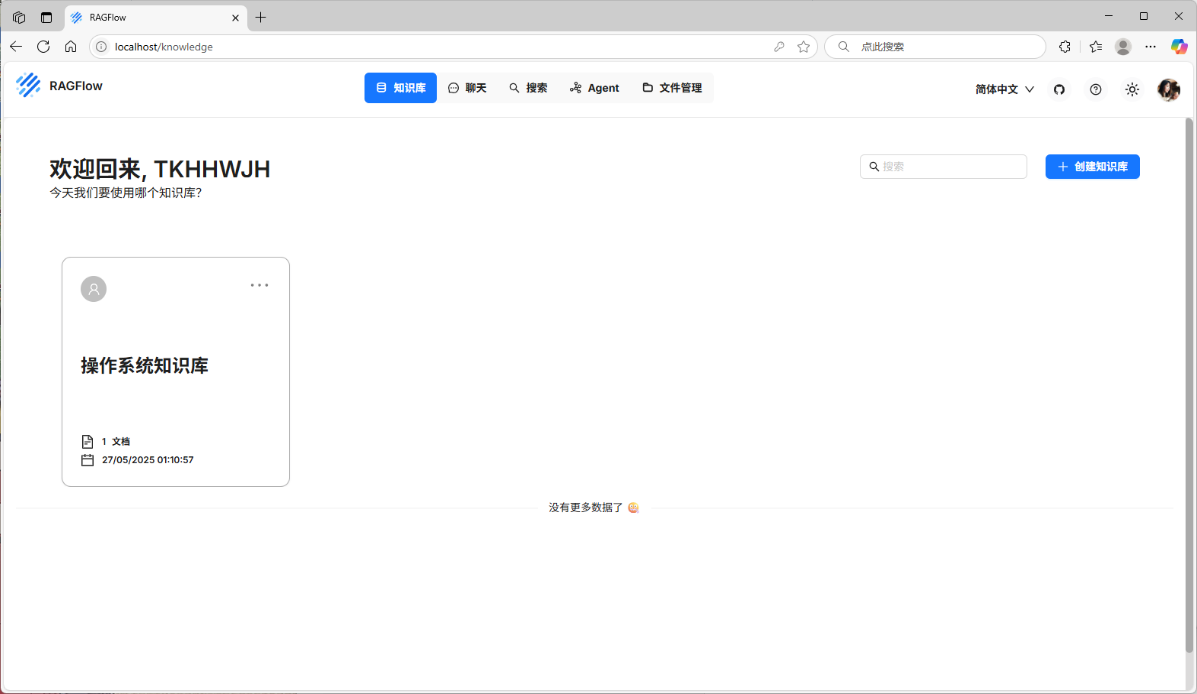 RAGFlow
localhost/knowledge
点此搜索
RAGFlow
知识库
聊天
搜索
Agent
文件管理
简体中文
欢迎回来, TKHHWJH
今天我们要使用哪个知识库？
搜索
创建知识库
操作系统知识库
1 文档
27/05/2025 01:10:57
没有更多数据了